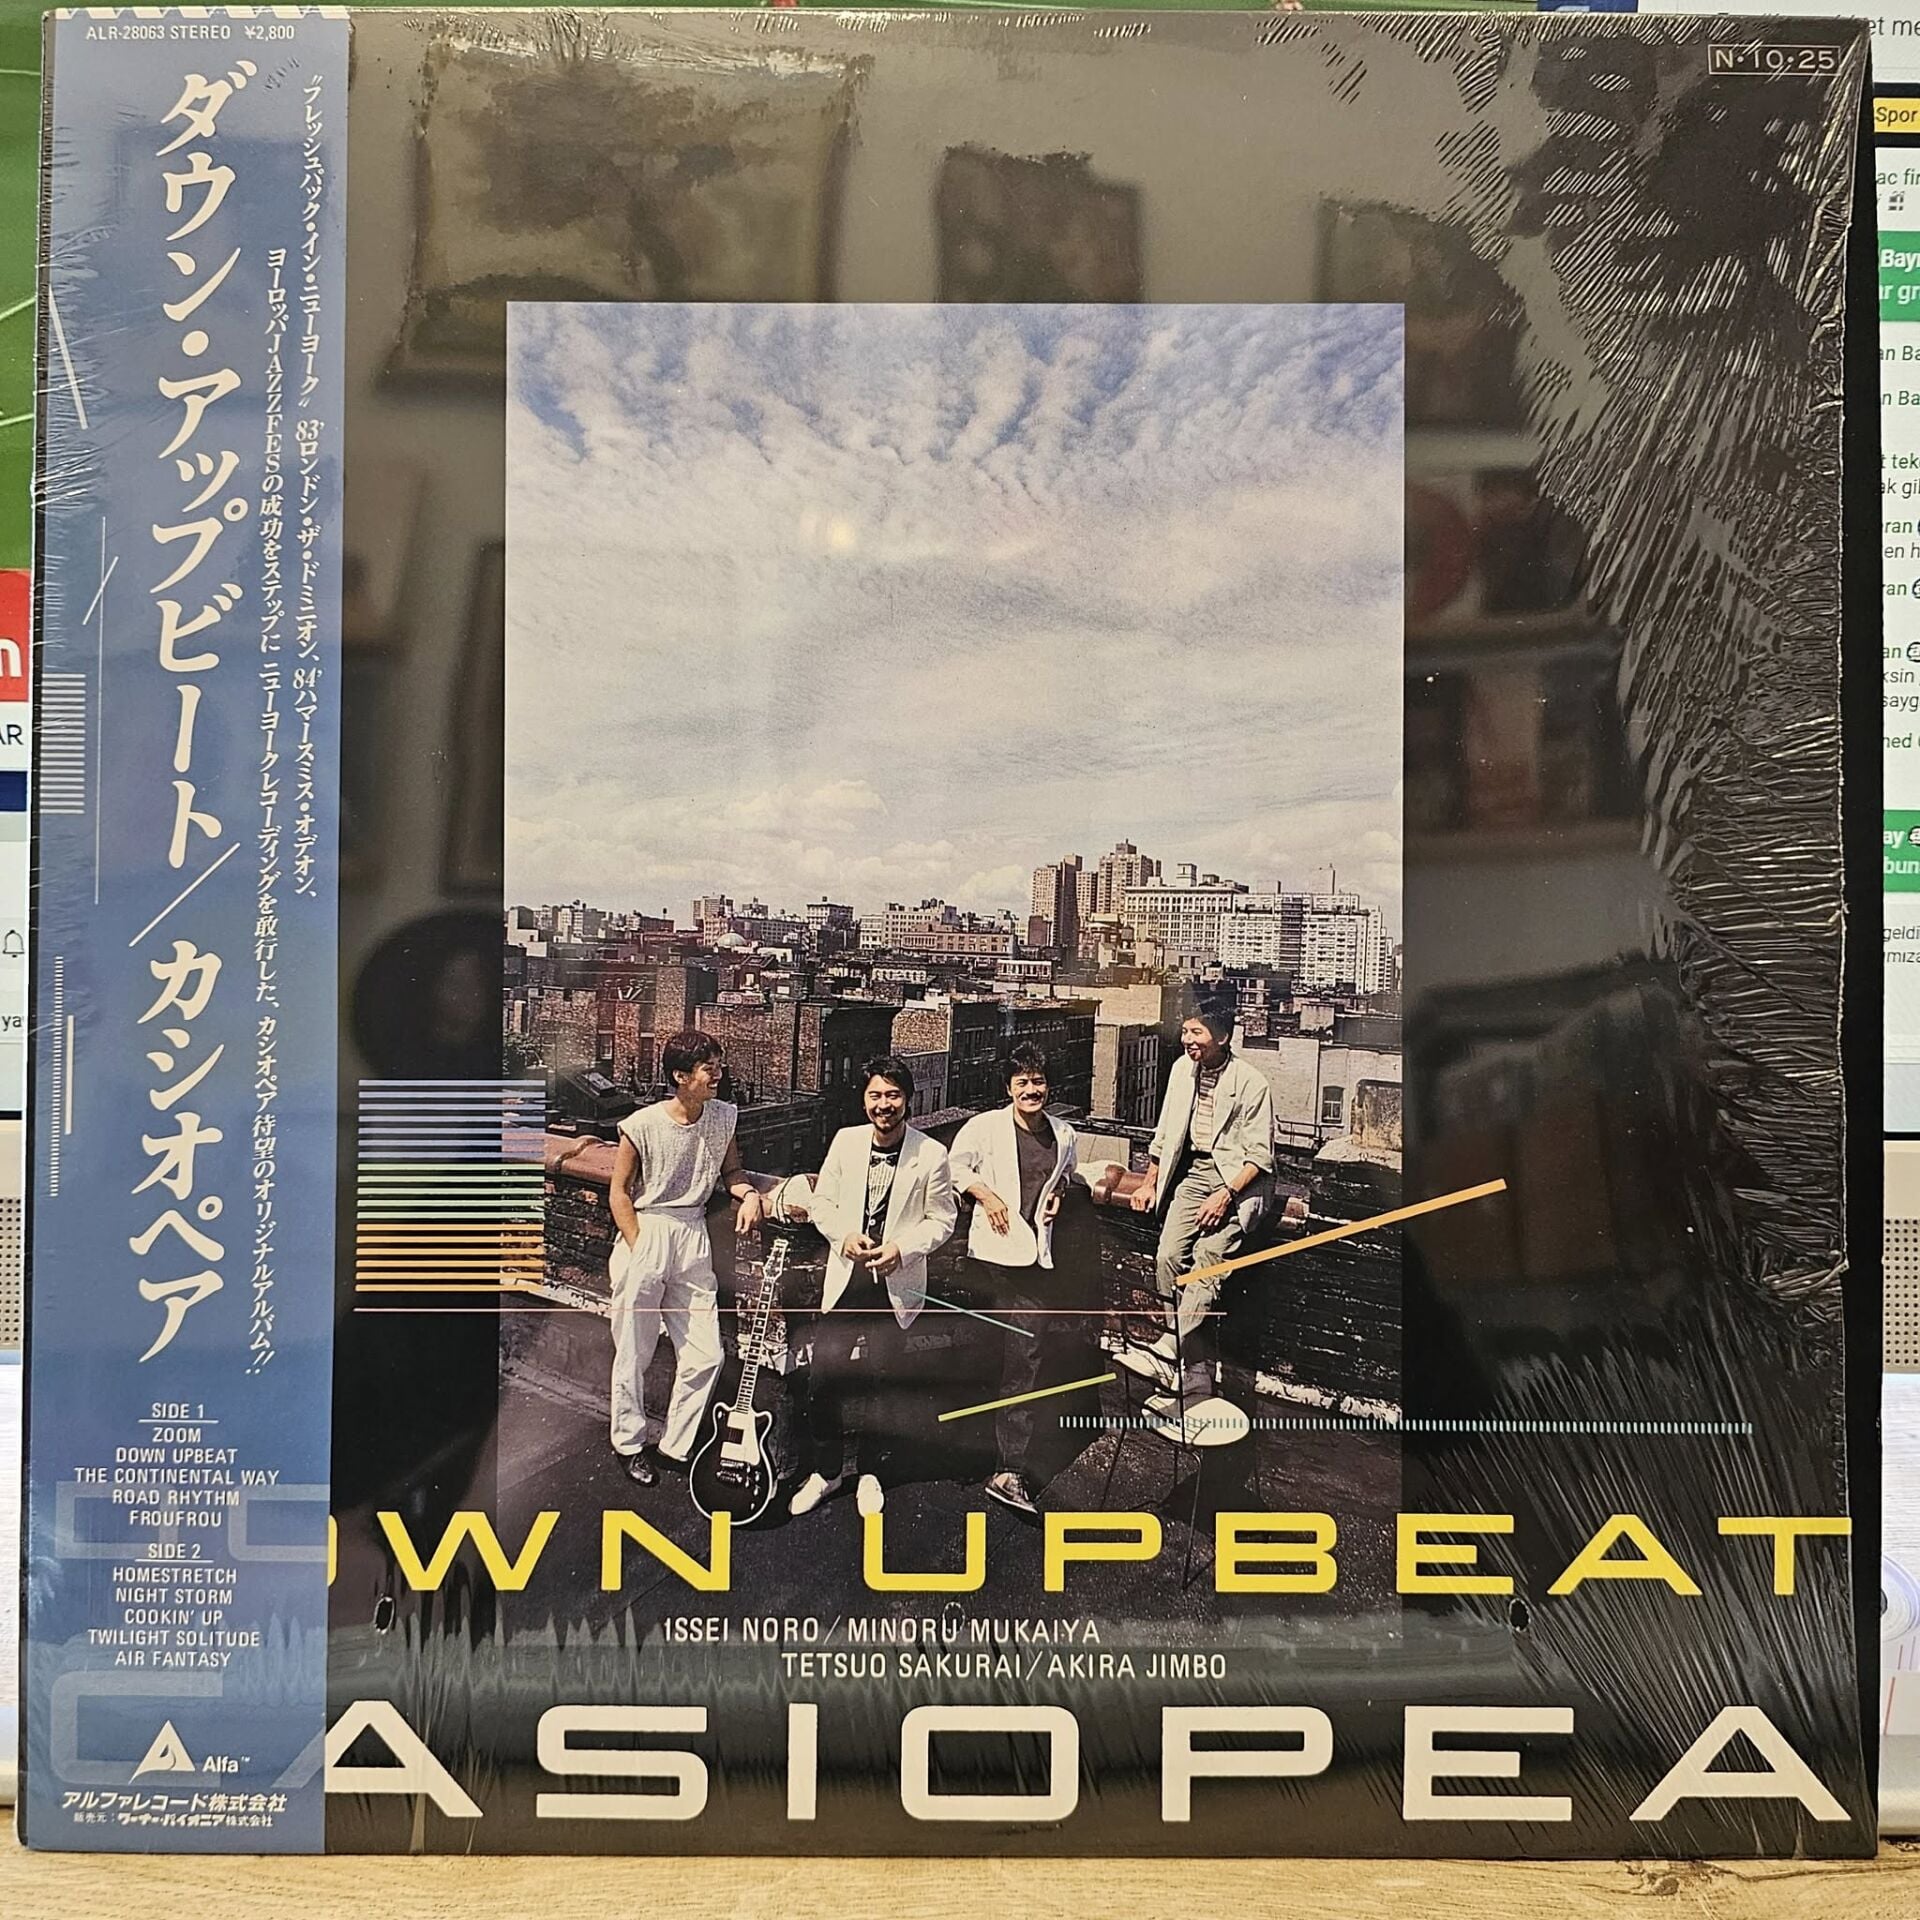 ALR-28063 STEREO ¥2,800
N・10・25
ダウン・アップビート/カシオペア
“フレッシュパック・イン・ニューヨーク” 83'ロンドン・ザ・ドミニオン、84'ハマースミス・オデオン、
ヨーロッパJAZZFESの成功をステップに ニューヨークレコーディングを敢行した、カシオペア待望のオリジナルアルバム!!
SIDE 1
ZOOM
DOWN UPBEAT
THE CONTINENTAL WAY
ROAD RHYTHM
FROUFROU
SIDE 2
HOMESTRETCH
NIGHT STORM
COOKIN' UP
TWILIGHT SOLITUDE
AIR FANTASY
Alfa™
アルファレコード株式会社
販売元:ワーナー・パイオニア株式会社
DOWN UPBEAT
ISSEI NORO/MINORU MUKAIYA
TETSUO SAKURAI/AKIRA JIMBO
CASIOPEA